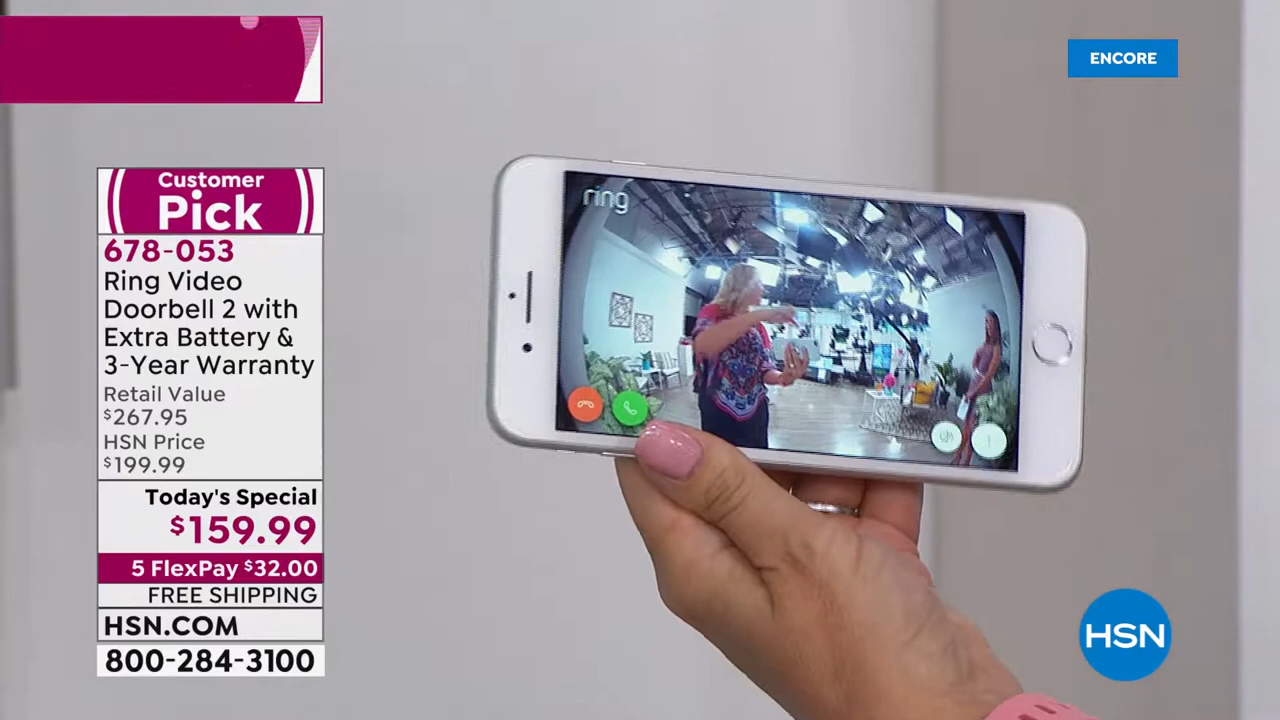 ENCORE
Customer
Pick
678-053
Ring Video
Doorbell 2 with
Extra Battery &
3-Year Warranty
Retail Value
$267.95
HSN Price
$199.99
Today's Special
$159.99
5 FlexPay $32.00
FREE SHIPPING
HSN.COM
800-284-3100
ring
HSN